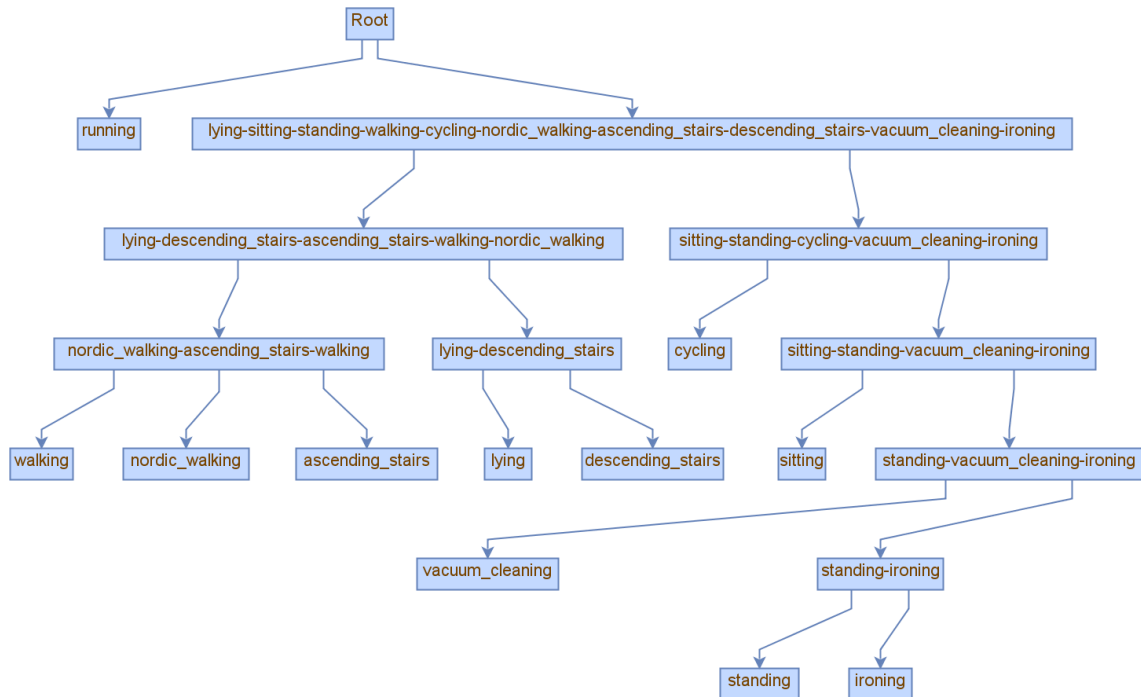 Root
running
lying-sitting-standing-walking-cycling-nordic_walking-ascending_stairs-descending_stairs-vacuum_cleaning-ironing
lying-descending_stairs-ascending_stairs-walking-nordic_walking
sitting-standing-cycling-vacuum_cleaning-ironing
nordic_walking-ascending_stairs-walking
lying-descending_stairs
cycling
sitting-standing-vacuum_cleaning-ironing
walking
nordic_walking
ascending_stairs
lying
descending_stairs
sitting
standing-vacuum_cleaning-ironing
vacuum_cleaning
standing-ironing
standing
ironing